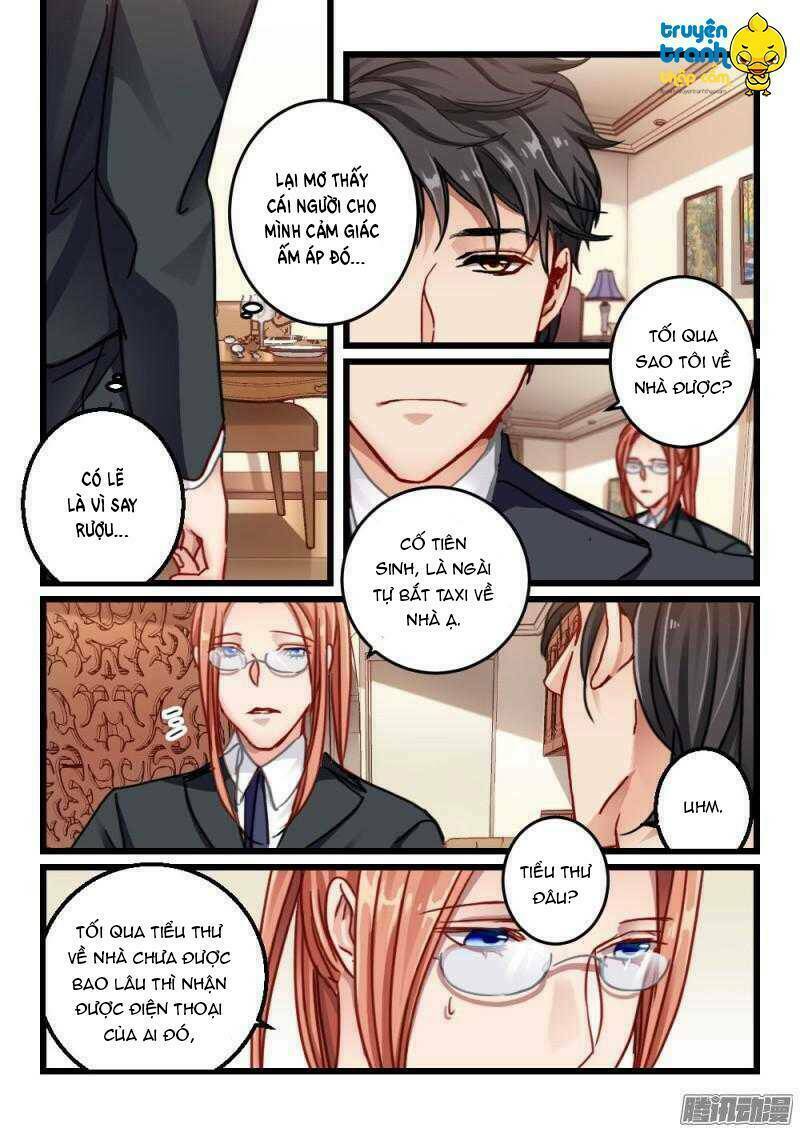 truyện
tranh
thập cẩm
LẠI MƠ THẤY
CÁI NGƯỜI CHO
MÌNH CẢM GIÁC
ẤM ÁP ĐÓ...
TỐI QUA
SAO TÔI VỀ
NHÀ ĐƯỢC?
CÓ LẼ
LÀ VÌ SAY
RƯỢU...
CỐ TIÊN
SINH, LÀ NGÀI
TỰ BẮT TAXI VỀ
NHÀ Ạ.
UHM.
TIỂU THƯ
ĐÂU?
TỐI QUA TIỂU THƯ
VỀ NHÀ CHƯA ĐƯỢC
BAO LÂU THÌ NHẬN
ĐƯỢC ĐIỆN THOẠI
CỦA AI ĐÓ,
腾讯动漫